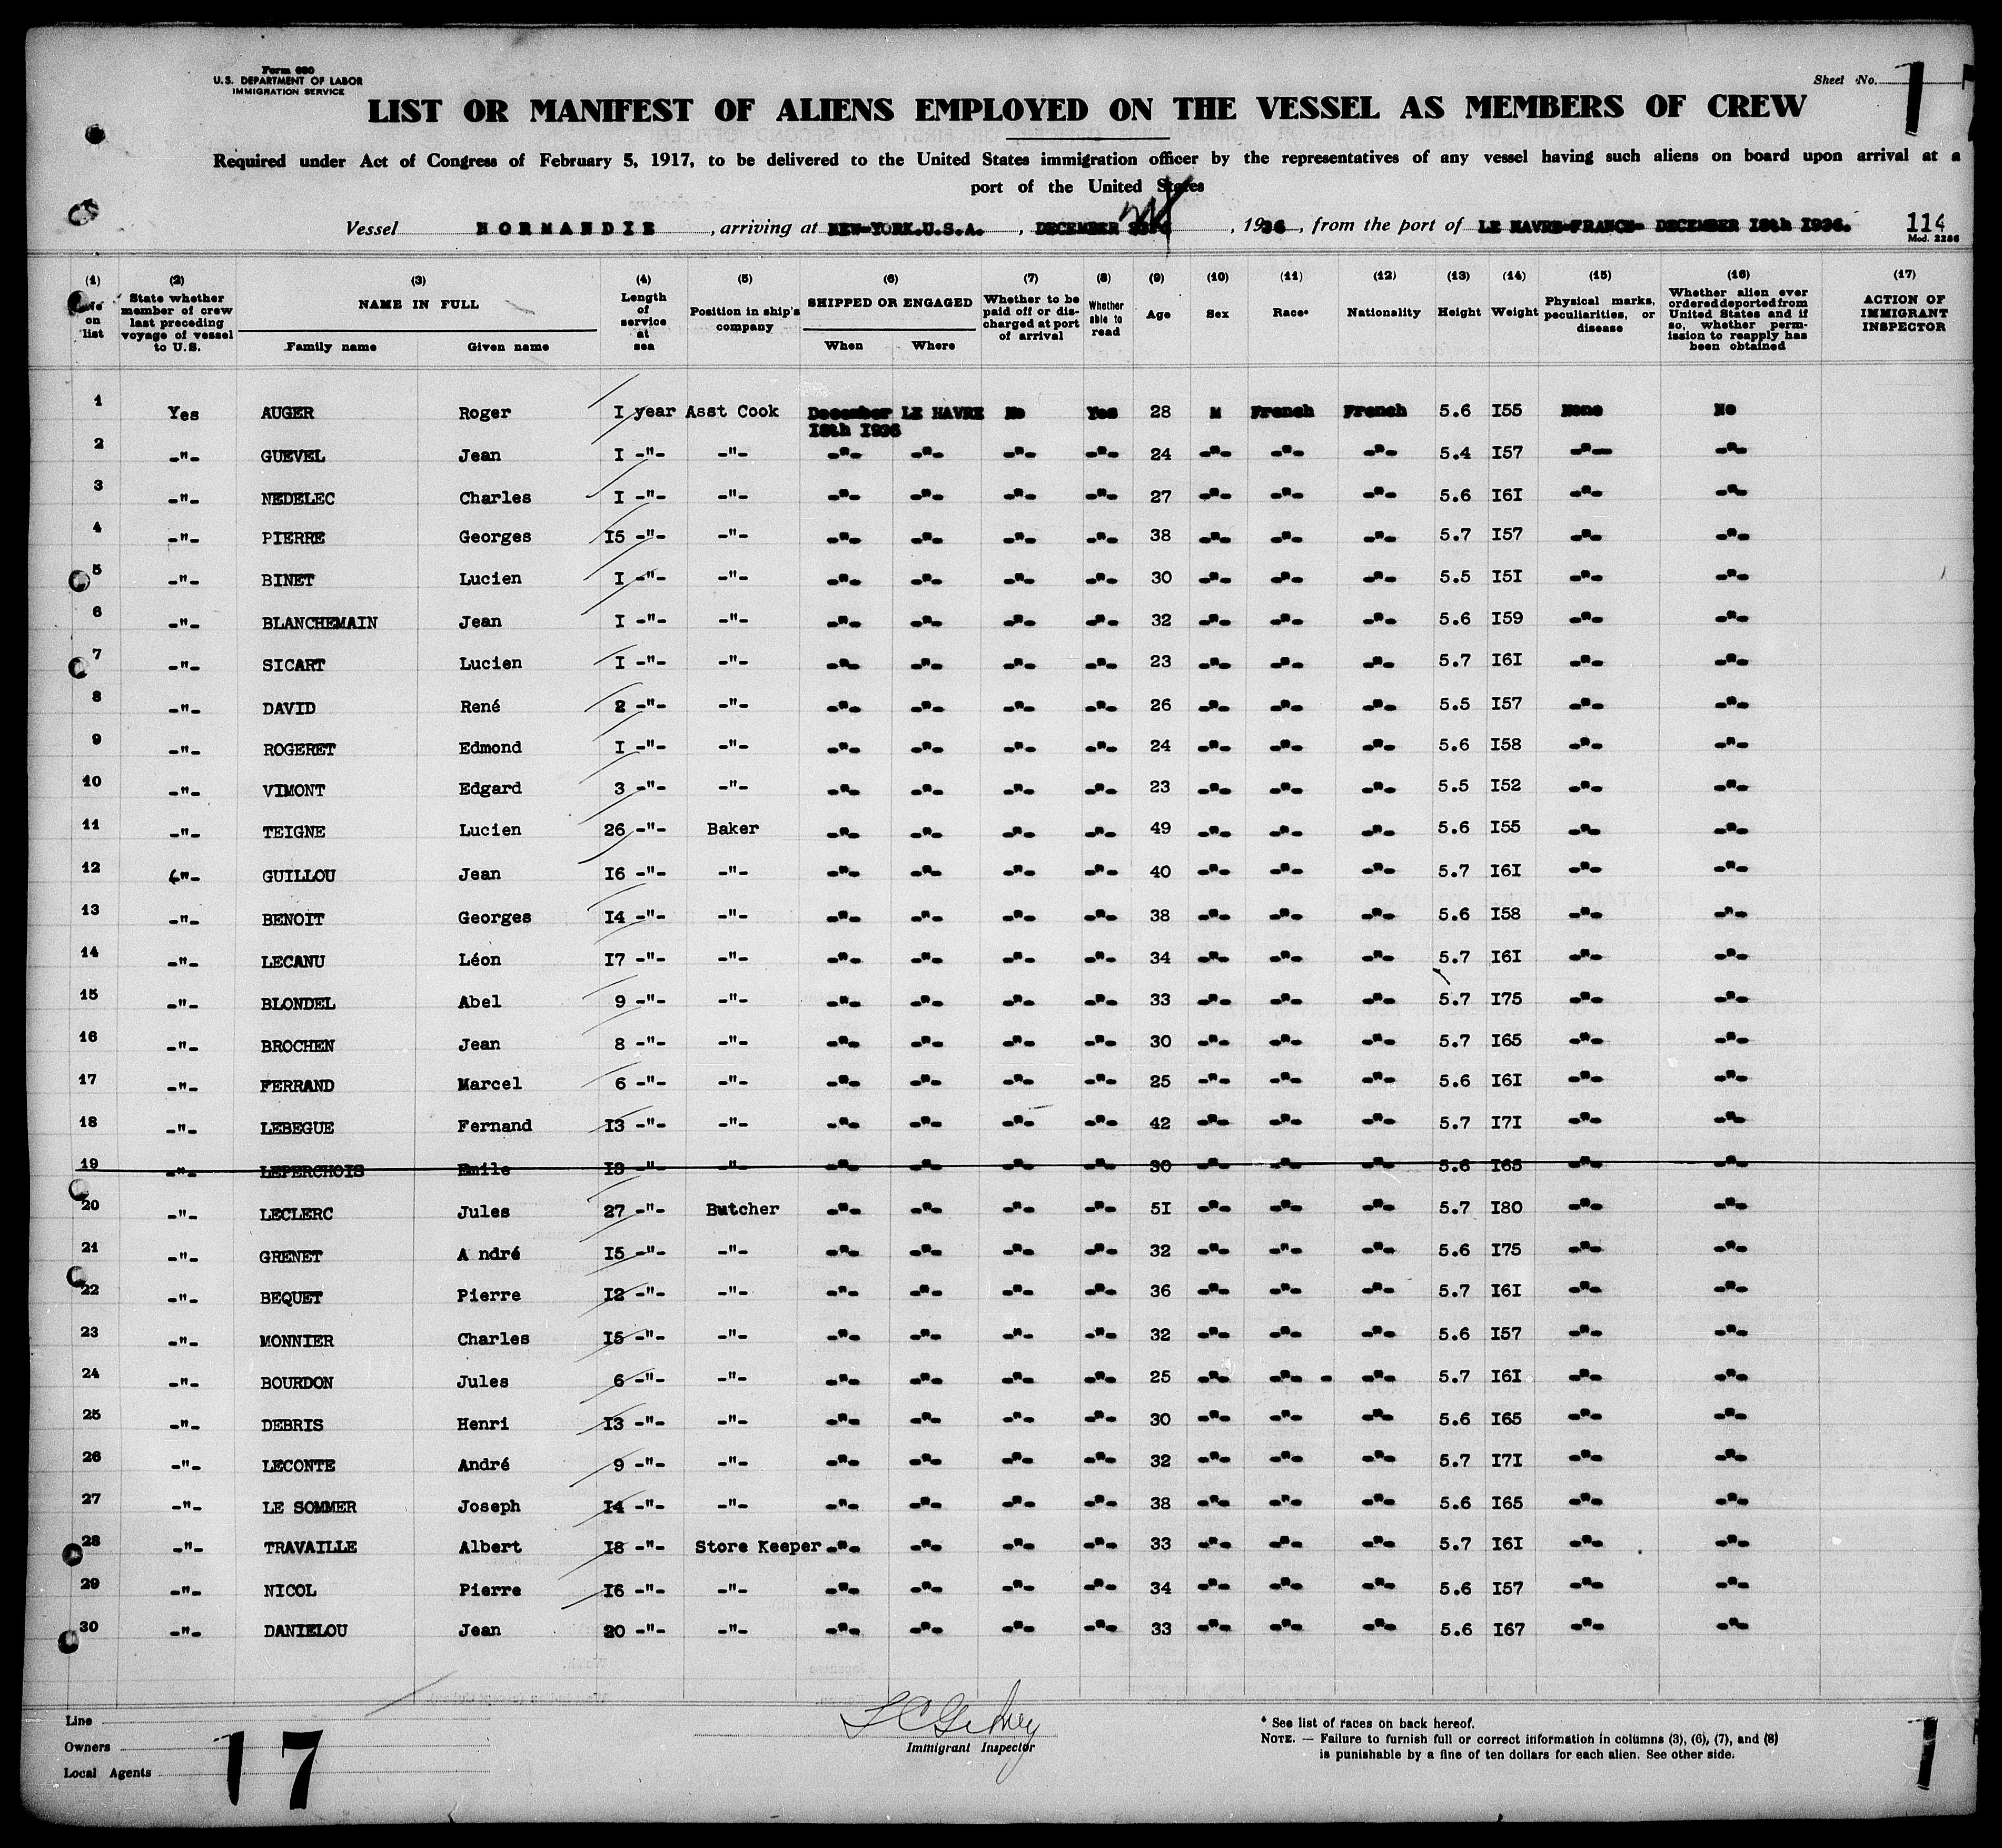 Form 680
U.S. DEPARTMENT OF LABOR
IMMIGRATION SERVICE
Sheet No. 17
LIST OR MANIFEST OF ALIENS EMPLOYED ON THE VESSEL AS MEMBERS OF CREW
Required under Act of Congress of February 5, 1917, to be delivered to the United States immigration officer by the representatives of any vessel having such aliens on board upon arrival at a
port of the United States
Vessel NORMANDIE, arriving at NEW-YORK.U.S.A., DECEMBER, 1936, from the port of LE HAVRE-FRANCE- DECEMBER 18th I936.
114
Mod. 2286
(1) (2) (3) (4) (5) (6) (7) (8) (9) (10) (11) (12) (13) (14) (15) (16) (17)
No on list
State whether member of crew last preceding voyage of vessel to U.S.
NAME IN FULL
Family name Given name
Length of service at sea
Position in ship's company
SHIPPED OR ENGAGED
When Where
Whether to be paid off or discharged at port of arrival
Whether able to read
Age Sex Race* Nationality Height Weight
Physical marks, peculiarities, or disease
Whether alien ever ordered deported from United States and if so, whether permission to reapply has been obtained
ACTION OF IMMIGRANT INSPECTOR
1 Yes AUGER Roger I year Asst Cook December LE HAVRE No Yes 28 M French French 5.6 I55 None No
18th I936
2 -"- GUEVEL Jean I -"- -"- -"- -"- -"- -"- 24 -"- -"- -"- 5.4 I57 -"- -"-
3 -"- NEDELEC Charles I -"- -"- -"- -"- -"- -"- 27 -"- -"- -"- 5.6 I6I -"- -"-
4 -"- PIERRE Georges I5 -"- -"- -"- -"- -"- -"- 38 -"- -"- -"- 5.7 I57 -"- -"-
5 -"- BINET Lucien I -"- -"- -"- -"- -"- -"- 30 -"- -"- -"- 5.5 I5I -"- -"-
6 -"- BLANCHEMAIN Jean I -"- -"- -"- -"- -"- -"- 32 -"- -"- -"- 5.6 I59 -"- -"-
7 -"- SICART Lucien I -"- -"- -"- -"- -"- -"- 23 -"- -"- -"- 5.7 I6I -"- -"-
8 -"- DAVID René 2 -"- -"- -"- -"- -"- -"- 26 -"- -"- -"- 5.5 I57 -"- -"-
9 -"- ROGERET Edmond I -"- -"- -"- -"- -"- -"- 24 -"- -"- -"- 5.6 I58 -"- -"-
10 -"- VIMONT Edgard 3 -"- -"- -"- -"- -"- -"- 23 -"- -"- -"- 5.5 I52 -"- -"-
11 -"- TEIGNE Lucien 26 -"- Baker -"- -"- -"- -"- 49 -"- -"- -"- 5.6 I55 -"- -"-
12 -"- GUILLOU Jean I6 -"- -"- -"- -"- -"- -"- 40 -"- -"- -"- 5.7 I6I -"- -"-
13 -"- BENOIT Georges I4 -"- -"- -"- -"- -"- -"- 38 -"- -"- -"- 5.6 I58 -"- -"-
14 -"- LECANU Léon I7 -"- -"- -"- -"- -"- -"- 34 -"- -"- -"- 5.7 I6I -"- -"-
15 -"- BLONDEL Abel 9 -"- -"- -"- -"- -"- -"- 33 -"- -"- -"- 5.7 I75 -"- -"-
16 -"- BROCHEN Jean 8 -"- -"- -"- -"- -"- -"- 30 -"- -"- -"- 5.7 I65 -"- -"-
17 -"- FERRAND Marcel 6 -"- -"- -"- -"- -"- -"- 25 -"- -"- -"- 5.6 I6I -"- -"-
18 -"- LEBEGUE Fernand I3 -"- -"- -"- -"- -"- -"- 42 -"- -"- -"- 5.7 I7I -"- -"-
19 -"- LEPERCHOIS Emile I3 -"- -"- -"- -"- -"- -"- 30 -"- -"- -"- 5.6 I65 -"- -"-
20 -"- LECLERC Jules 27 -"- Butcher -"- -"- -"- -"- 5I -"- -"- -"- 5.7 I80 -"- -"-
21 -"- GRENET A ndré I5 -"- -"- -"- -"- -"- -"- 32 -"- -"- -"- 5.6 I75 -"- -"-
22 -"- BEQUET Pierre I2 -"- -"- -"- -"- -"- -"- 36 -"- -"- -"- 5.7 I6I -"- -"-
23 -"- MONNIER Charles I5 -"- -"- -"- -"- -"- -"- 32 -"- -"- -"- 5.6 I57 -"- -"-
24 -"- BOURDON Jules 6 -"- -"- -"- -"- -"- -"- 25 -"- -"- - -"- 5.7 I6I -"- -"-
25 -"- DEBRIS Henri I3 -"- -"- -"- -"- -"- -"- 30 -"- -"- -"- 5.6 I65 -"- -"-
26 -"- LECONTE André 9 -"- -"- -"- -"- -"- -"- 32 -"- -"- -"- 5.7 I7I -"- -"-
27 -"- LE SOMMER Joseph I4 -"- -"- -"- -"- -"- -"- 38 -"- -"- -"- 5.6 I65 -"- -"-
28 -"- TRAVAILLE Albert I8 -"- Store Keeper -"- -"- -"- -"- 33 -"- -"- -"- 5.7 I6I -"- -"-
29 -"- NICOL Pierre I6 -"- -"- -"- -"- -"- -"- 34 -"- -"- -"- 5.6 I57 -"- -"-
30 -"- DANIELOU Jean 20 -"- -"- -"- -"- -"- -"- 33 -"- -"- -"- 5.6 I67 -"- -"-
Line
Owners
Local Agents
17
Immigrant Inspector
* See list of races on back hereof.
NOTE. — Failure to furnish full or correct information in columns (3), (6), (7), and (8)
is punishable by a fine of ten dollars for each alien. See other side.
1